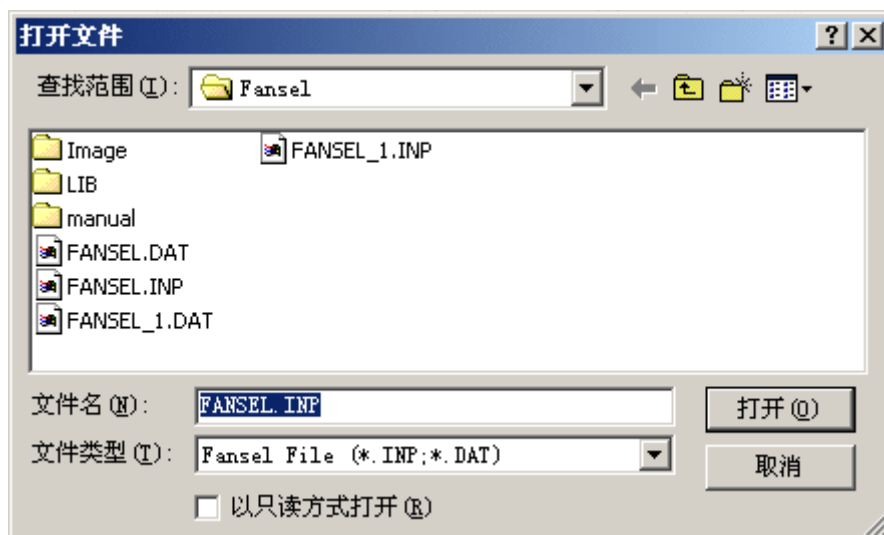 打开文件
查找范围(I): Fansel
Image FANSEL_1.INP
LIB
manual
FANSEL.DAT
FANSEL.INP
FANSEL_1.DAT
文件名(N): FANSEL.INP 打开(O)
文件类型(T): Fansel File (*.INP;*.DAT) 取消
以只读方式打开(R)